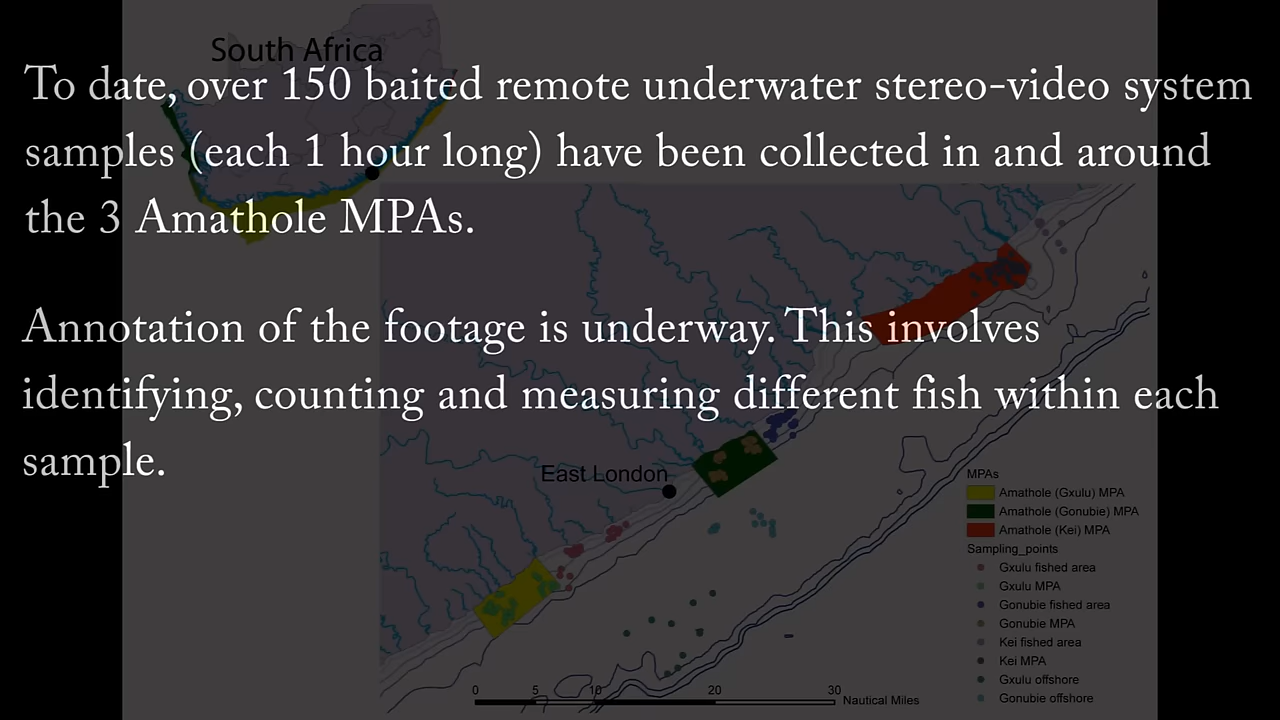 South Africa
To date, over 150 baited remote underwater stereo-video system
samples (each 1 hour long) have been collected in and around
the 3 Amathole MPAs.
Annotation of the footage is underway. This involves
identifying, counting and measuring different fish within each
sample.
East London
MPAs
Amathole (Gxulu) MPA
Amathole (Gonubie) MPA
Amathole (Kei) MPA
Sampling_points
Gxulu fished area
Gxulu MPA
Gonubie fished area
Gonubie MPA
Kei fished area
Kei MPA
Gxulu offshore
Gonubie offshore
0 5 10 20 30
Nautical Miles